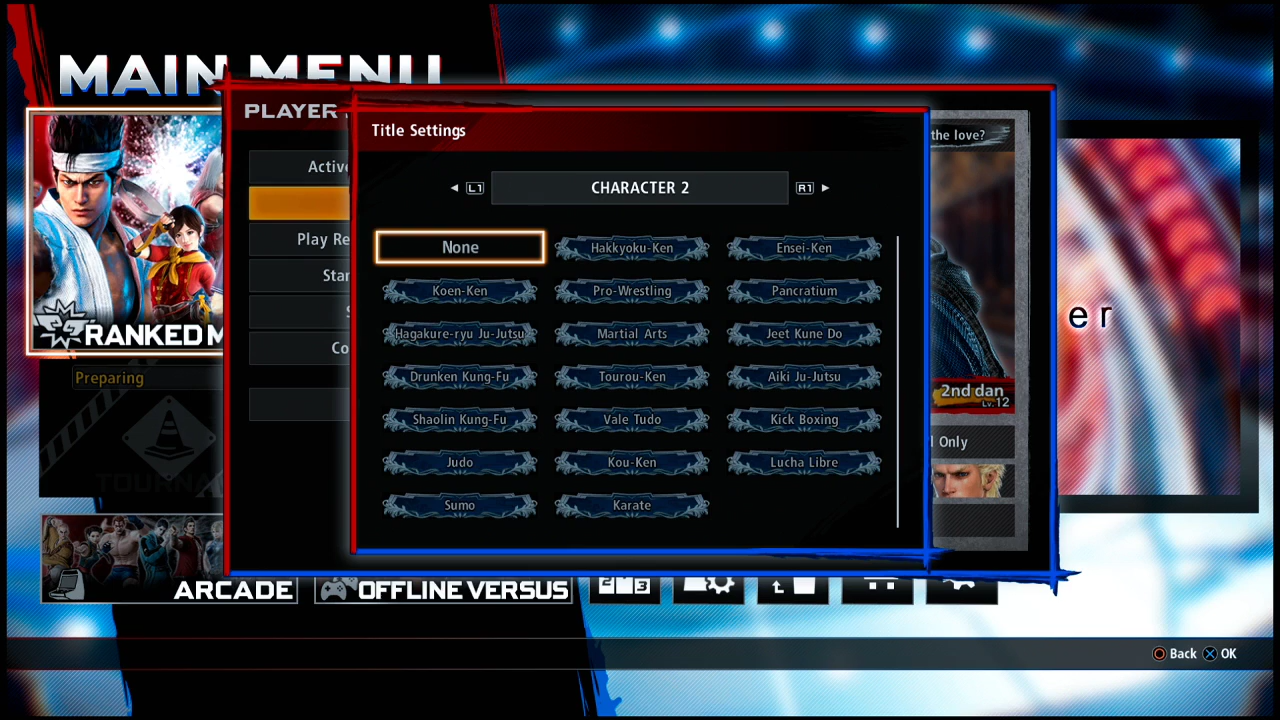 MAIN MENU
PLAYER
Title Settings
the love?
Active
L1 CHARACTER 2 R1
None Hakkyoku-Ken Ensei-Ken
Play Re
Koen-Ken Pro-Wrestling Pancratium
Star
Hagakure-ryu Ju-Jutsu Martial Arts Jeet Kune Do
er
RANKED M
Co
Preparing
Drunken Kung-Fu Tourou-Ken Aiki Ju-Jutsu
2nd dan
Lv.12
Shaolin Kung-Fu Vale Tudo Kick Boxing
Only
Judo Kou-Ken Lucha Libre
TOURNA
Sumo Karate
ARCADE
OFFLINE VERSUS
2 3
Back OK